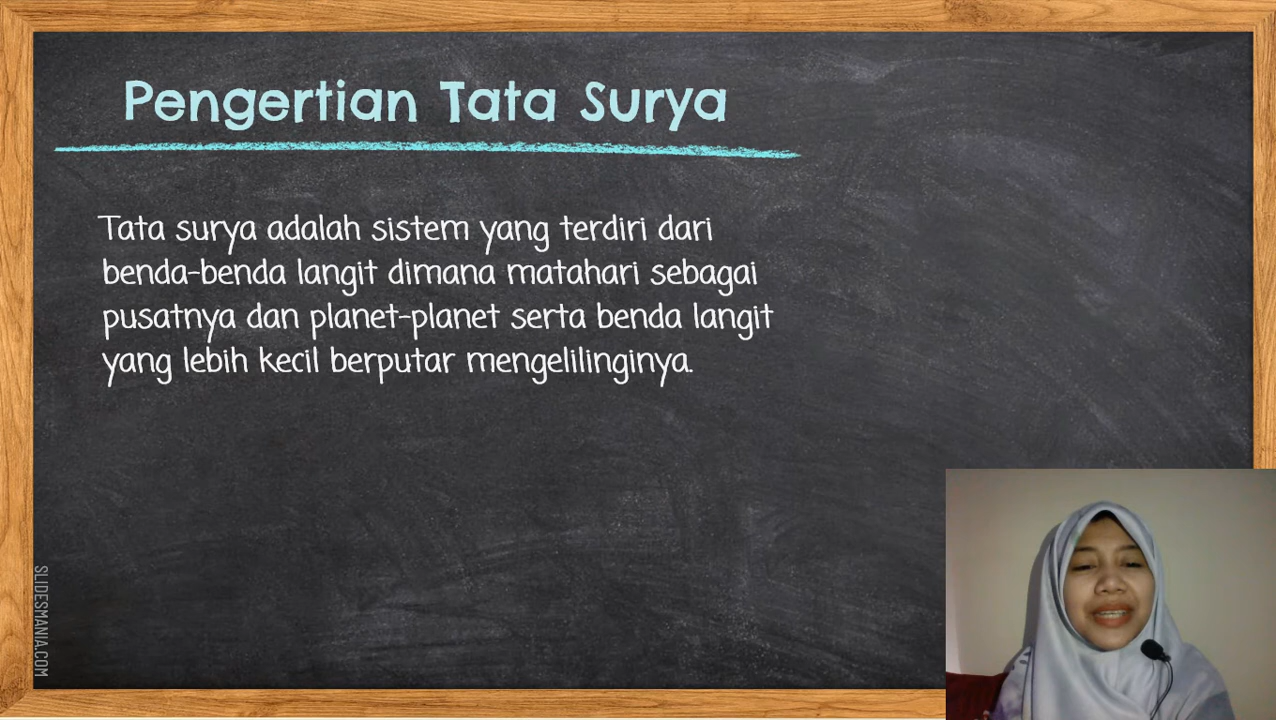 Pengertian Tata Surya
Tata surya adalah sistem yang terdiri dari
benda-benda langit dimana matahari sebagai
pusatnya dan planet-planet serta benda langit
yang lebih kecil berputar mengelilinginya.
SLIDESMANIA.COM